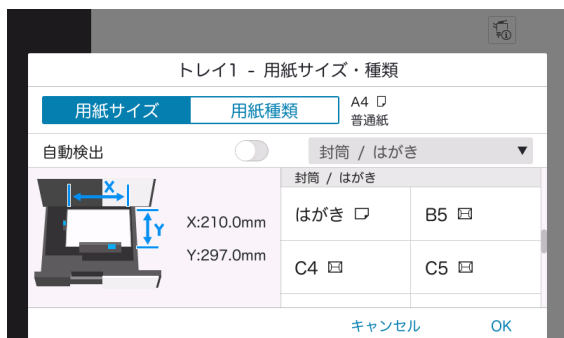 トレイ1 - 用紙サイズ・種類
用紙サイズ 用紙種類 A4
普通紙
自動検出 封筒 / はがき ▼
封筒 / はがき
X
Y
X:210.0mm
Y:297.0mm
はがき B5
C4 C5
キャンセル OK